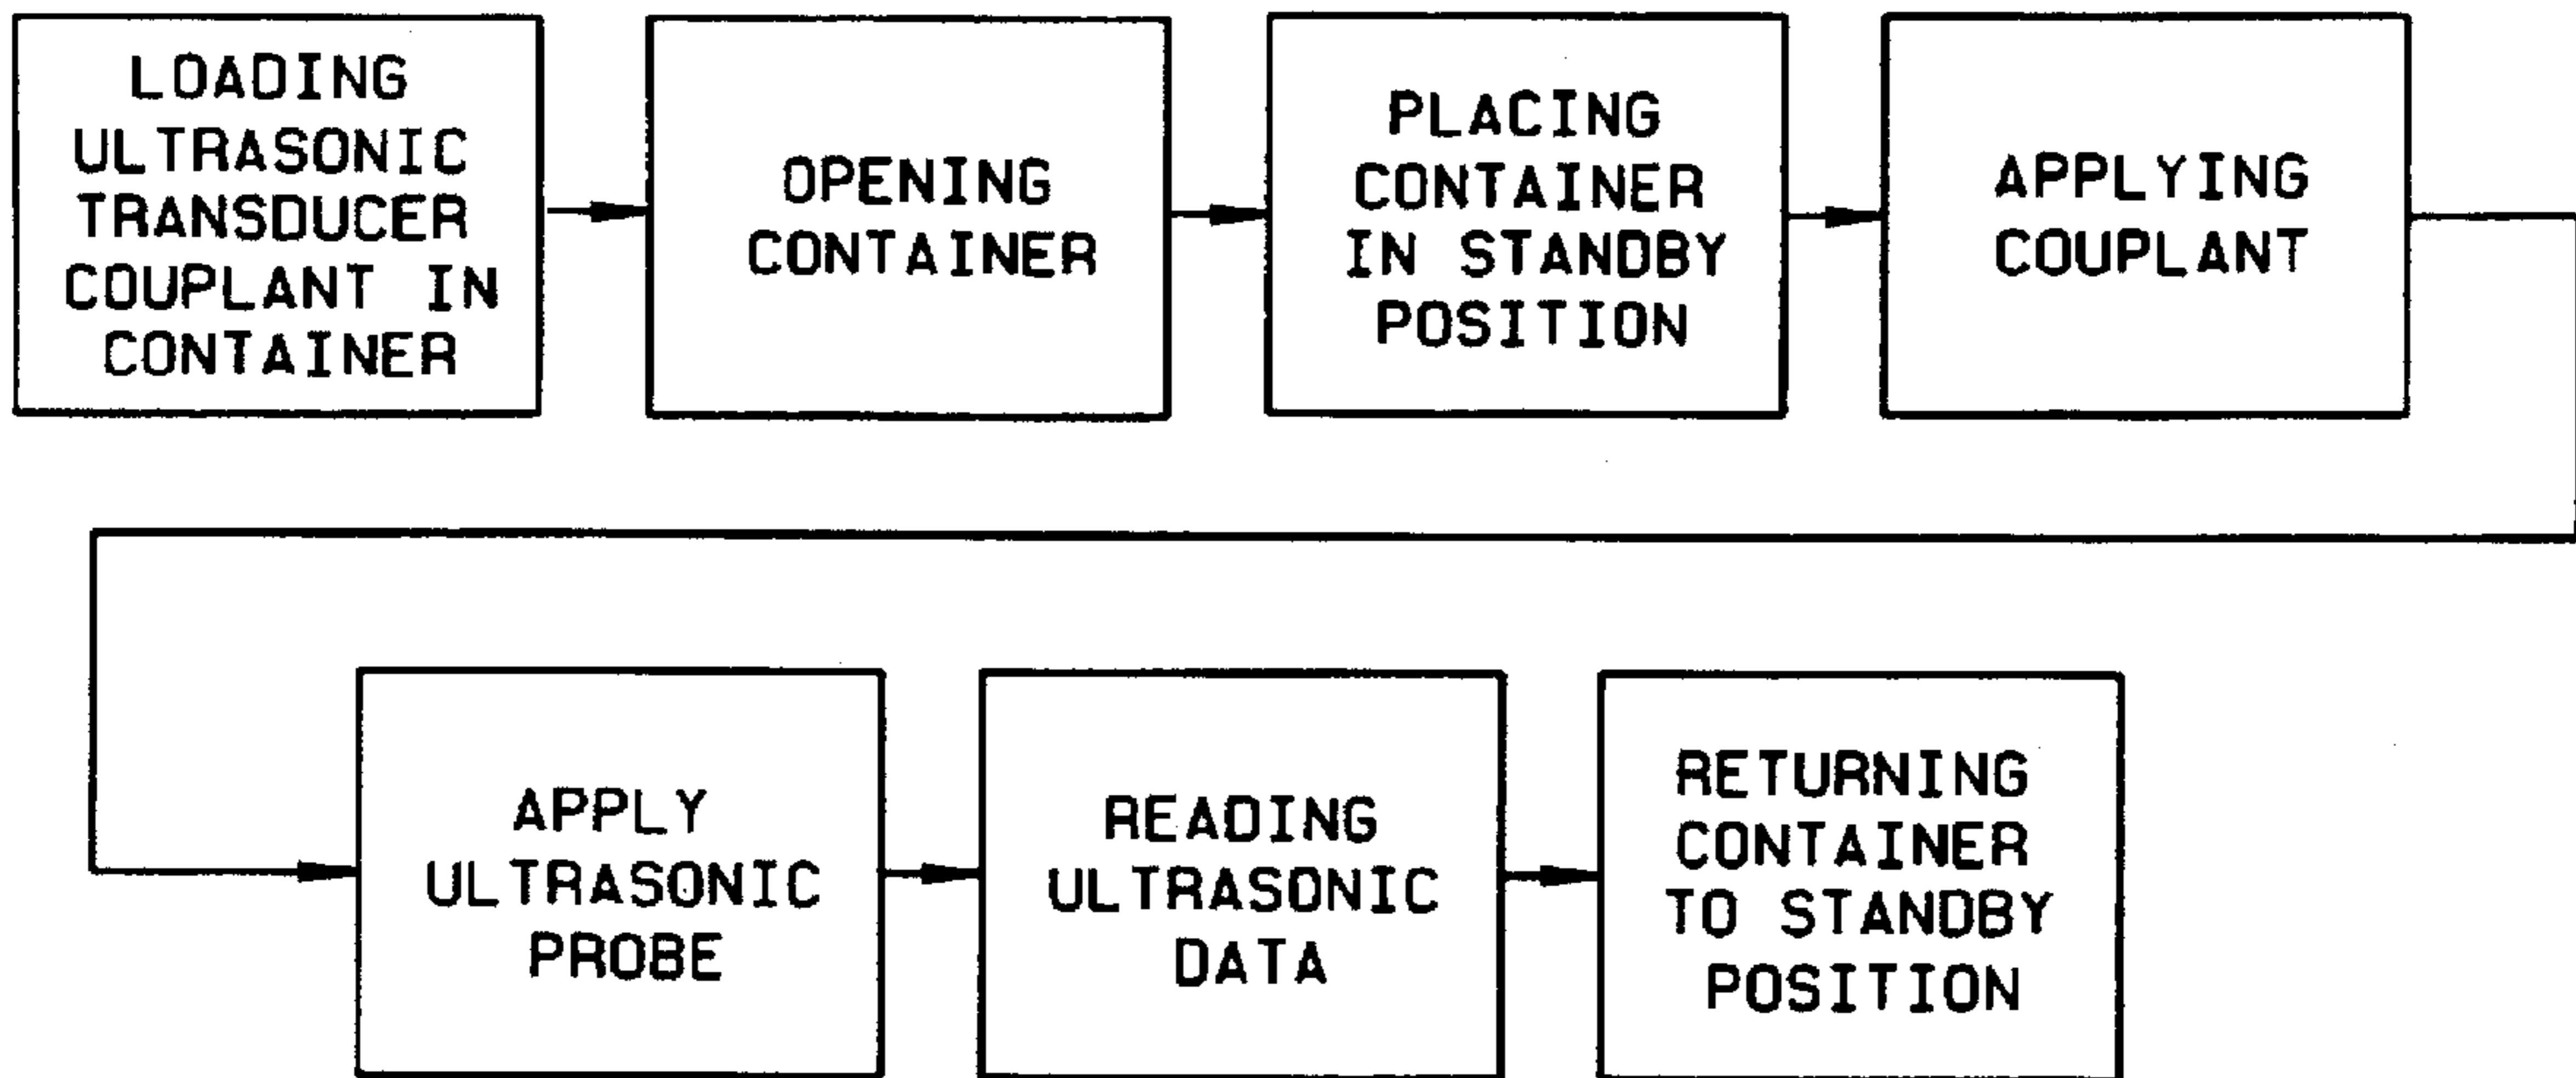 LOADING
ULTRASONIC
TRANSDUCER
COUPLANT IN
CONTAINER
OPENING
CONTAINER
PLACING
CONTAINER
IN STANDBY
POSITION
APPLYING
COUPLANT
APPLY
ULTRASONIC
PROBE
READING
ULTRASONIC
DATA
RETURNING
CONTAINER
TO STANDBY
POSITION